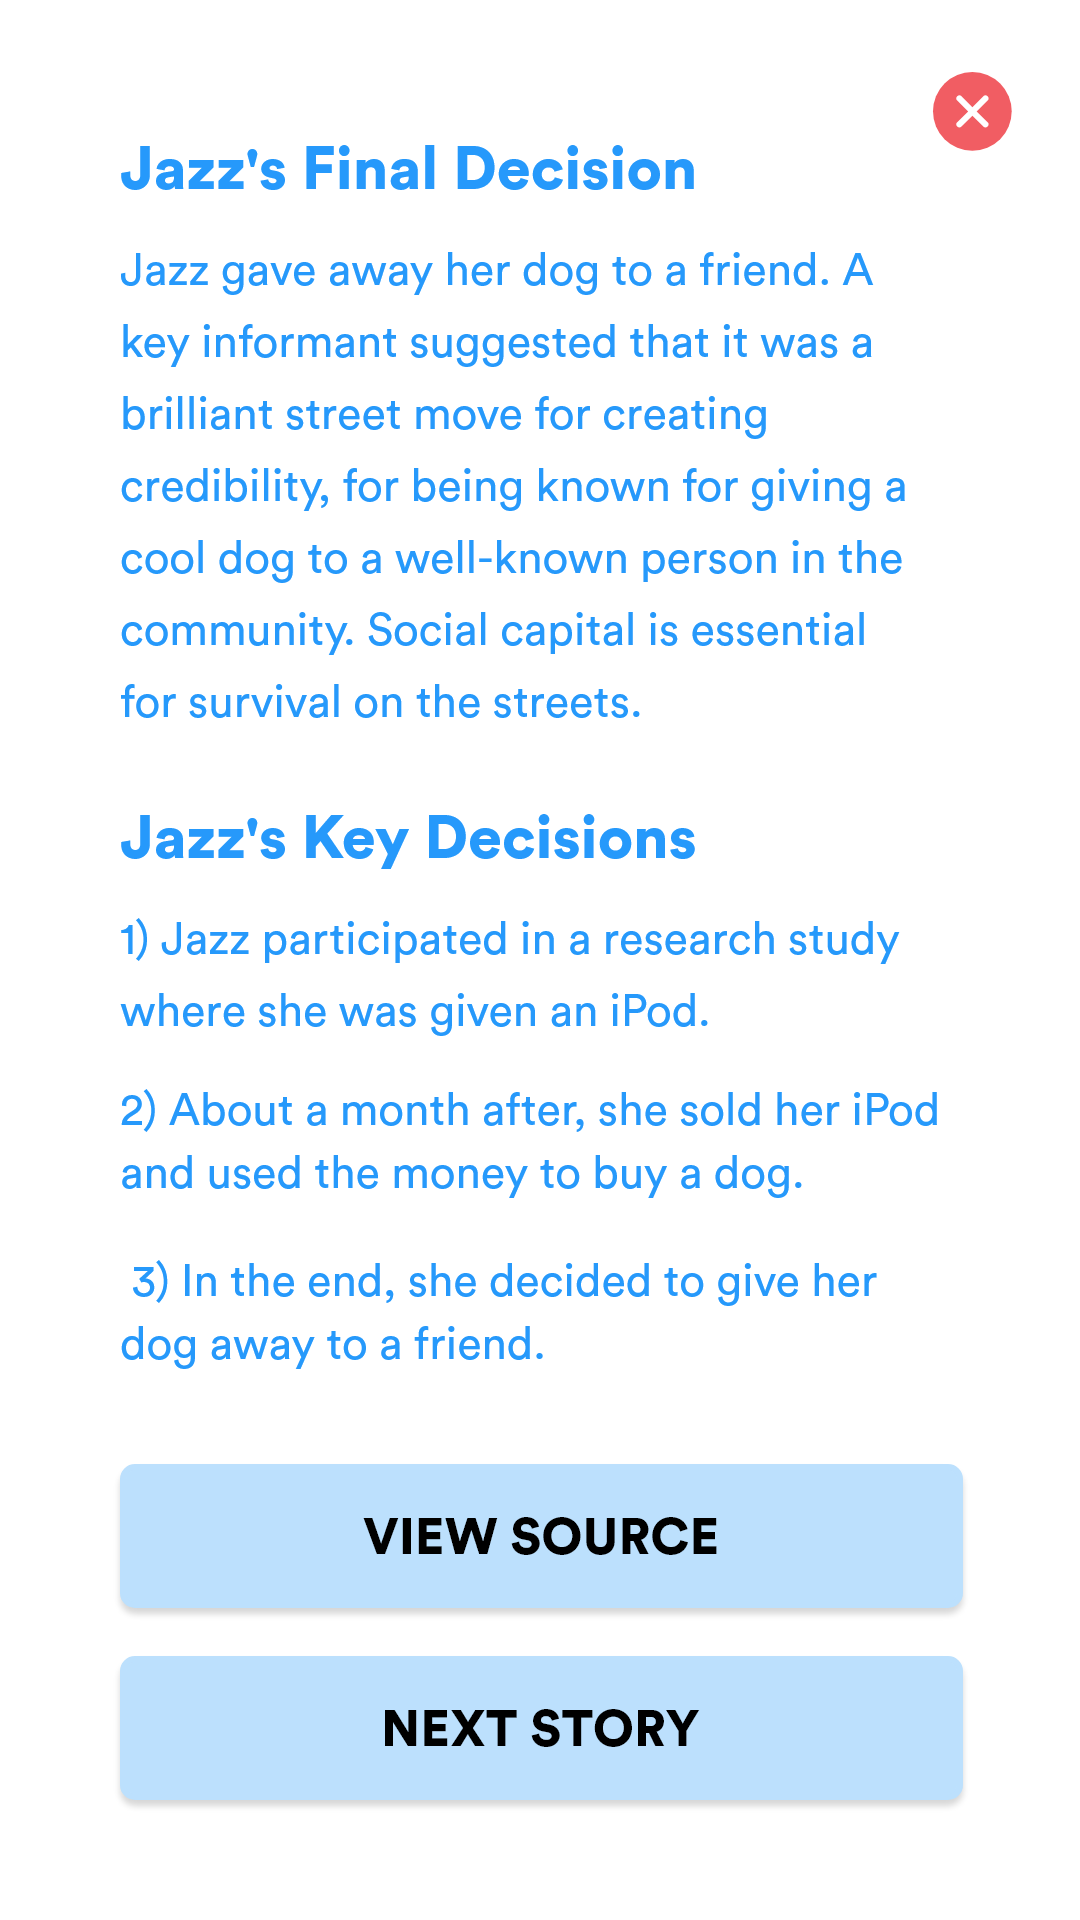 Jazz's Final Decision
Jazz gave away her dog to a friend. A
key informant suggested that it was a
brilliant street move for creating
credibility, for being known for giving a
cool dog to a well-known person in the
community. Social capital is essential
for survival on the streets.
Jazz's Key Decisions
1) Jazz participated in a research study
where she was given an iPod.
2) About a month after, she sold her iPod
and used the money to buy a dog.
3) In the end, she decided to give her
dog away to a friend.
VIEW SOURCE
NEXT STORY